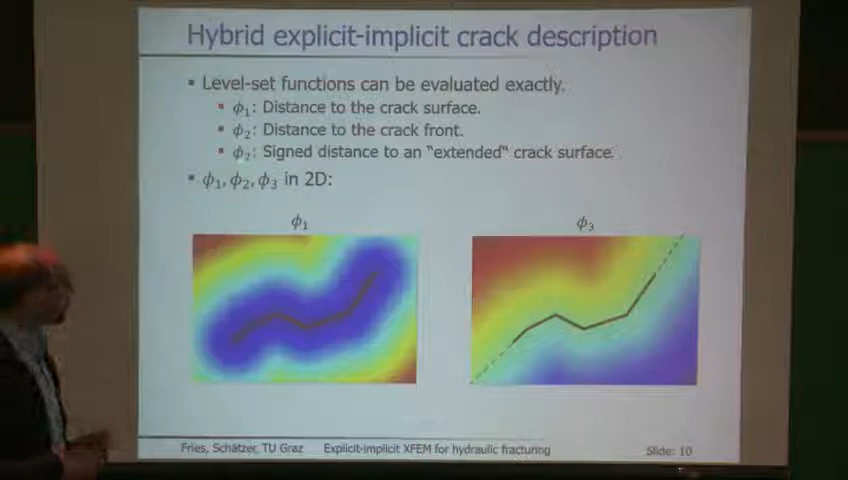 Hybrid explicit-implicit crack description
▪ Level-set functions can be evaluated exactly.
▪ ϕ₁: Distance to the crack surface.
▪ ϕ₂: Distance to the crack front.
▪ ϕ₂: Signed distance to an "extended" crack surface.
▪ ϕ₁, ϕ₂, ϕ₃ in 2D:
ϕ₁ ϕ₃
Fries, Schätzer, TU Graz Explicit-implicit XFEM for hydraulic fracturing Slide: 10